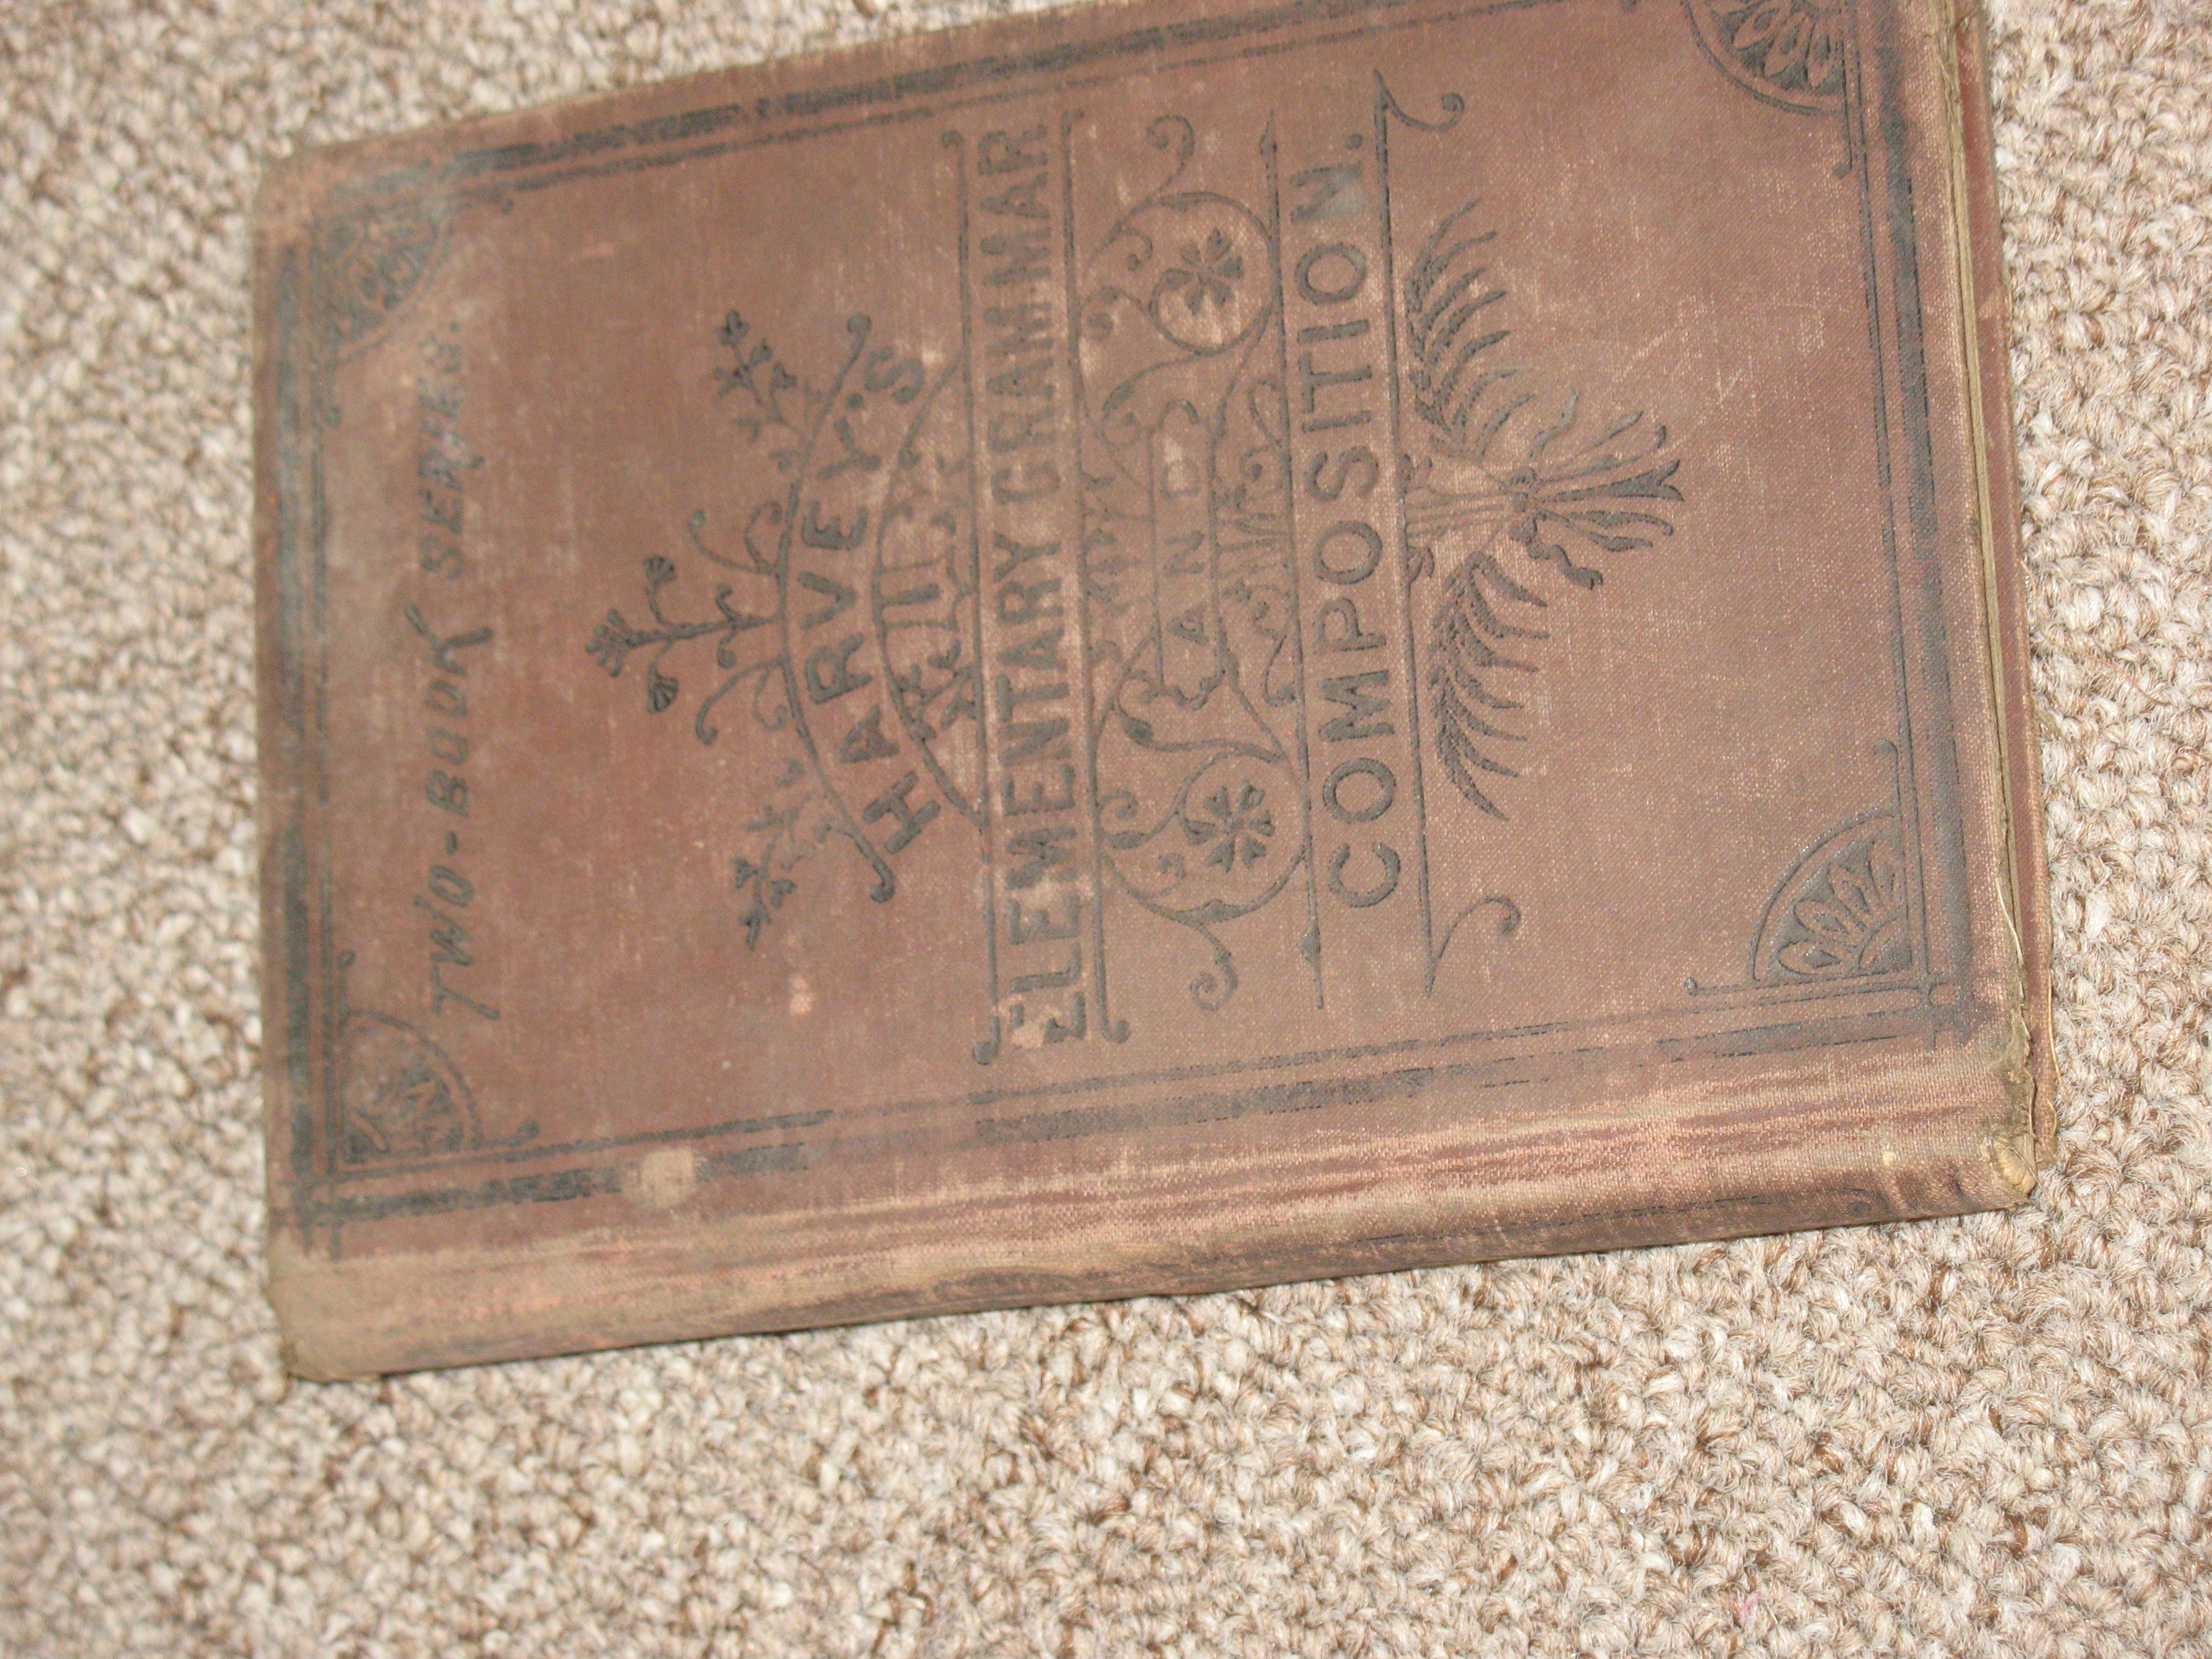 TWO-BOOK SERIES.
HARVEY'S
ELEMENTARY GRAMMAR
AND
COMPOSITION.